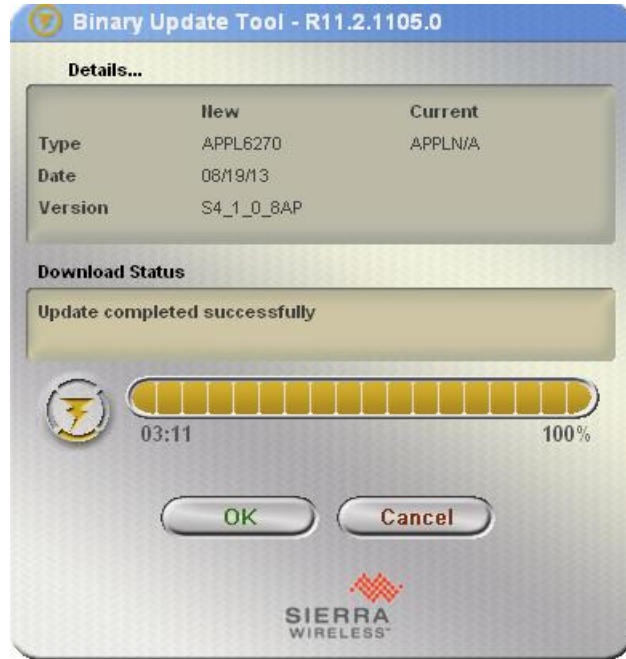 Binary Update Tool - R11.2.1105.0
Details...
New Current
Type APPL6270 APPLN/A
Date 08/19/13
Version S4_1_0_8AP
Download Status
Update completed successfully
03:11 100%
OK Cancel
SIERRA
WIRELESS™